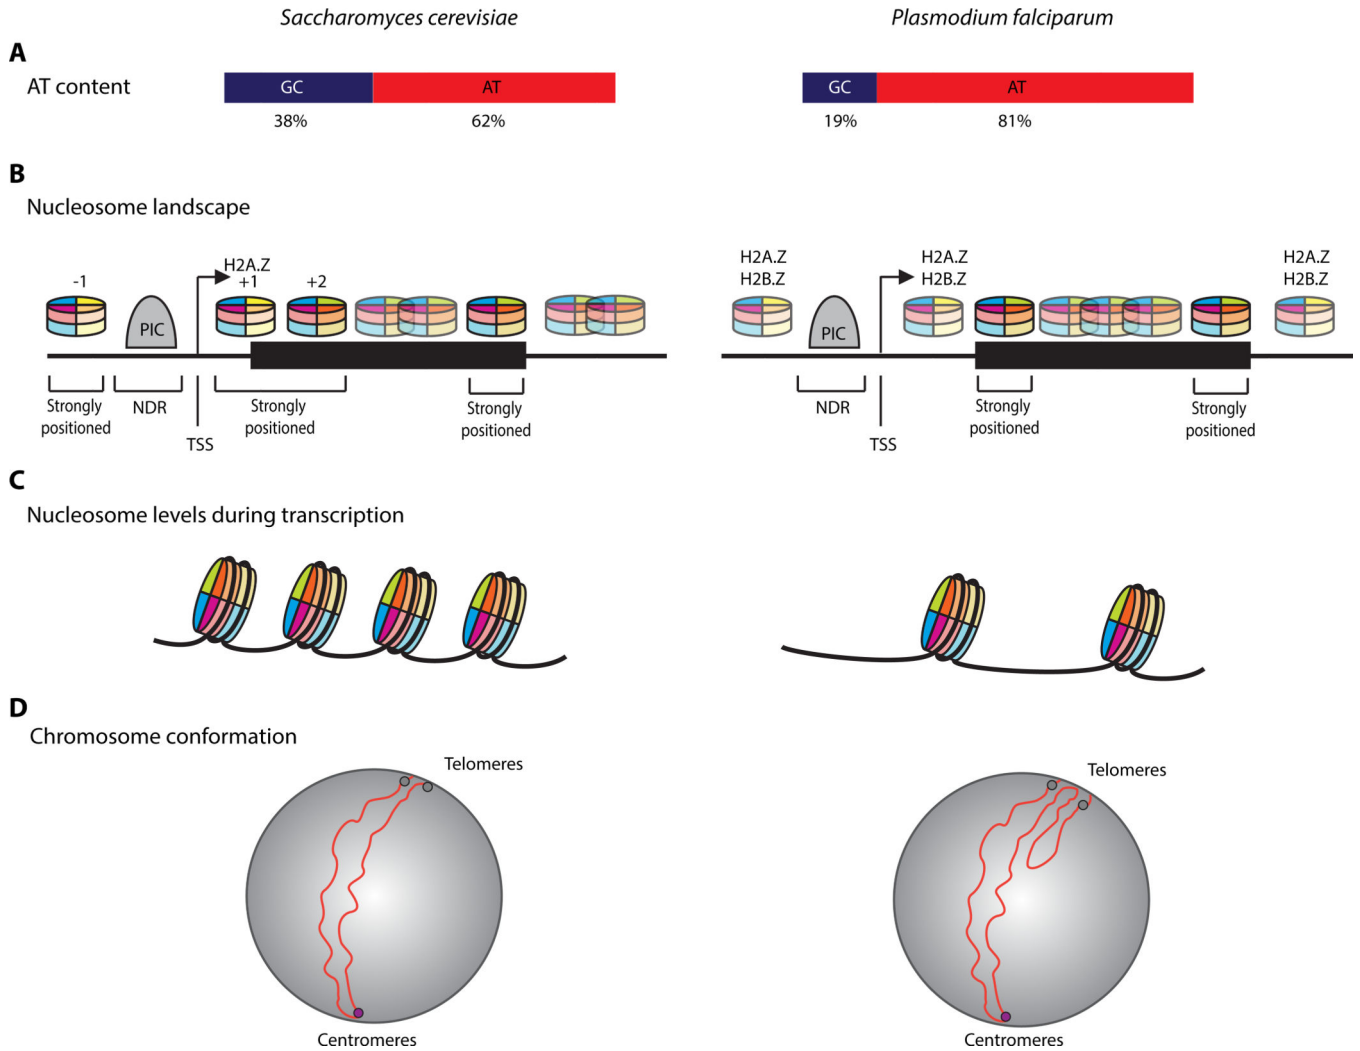 Saccharomyces cerevisiae
Plasmodium falciparum
A
AT content
GC
AT
38%
62%
GC
AT
19%
81%
B
Nucleosome landscape
-1
PIC
H2A.Z
+1
+2
Strongly
positioned
NDR
TSS
Strongly
positioned
Strongly
positioned
H2A.Z
H2B.Z
PIC
H2A.Z
H2B.Z
H2A.Z
H2B.Z
NDR
TSS
Strongly
positioned
Strongly
positioned
C
Nucleosome levels during transcription
D
Chromosome conformation
Telomeres
Centromeres
Telomeres
Centromeres